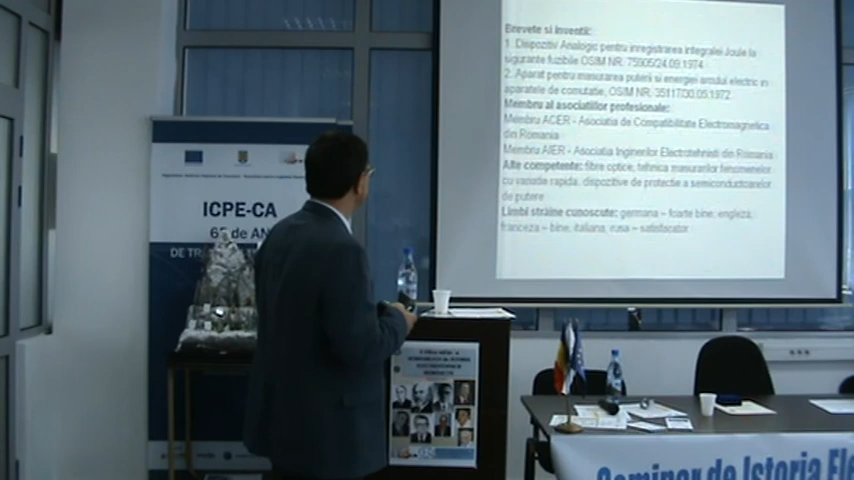 Brevete si inventii:
1. Dispozitiv Analogic pentru inregistrarea integralei Joule la
sigurante fuzibile OSIM NR. 75905/24.09.1974
2. Aparat pentru masurarea puterii si energiei arcului electric in
aparatele de comutatie, OSIM NR. 35117/30.05.1972
Membru al asociatiilor profesionale:
Membru ACER - Asociatia de Compatibilitate Electromagnetica
din Romania
Membru AIER - Asociatia Inginerilor Electrotehnisti din Romania
Alte competente: fibre optice, tehnica masurarilor fenomenelor
cu variatie rapida, dispozitive de protectie a semiconductoarelor
de putere
Limbi straine cunoscute: germana – foarte bine, engleza,
franceza – bine, italiana, rusa – satisfacator
ICPE-CA
de AN
DE
Seminar de Istoria Ele